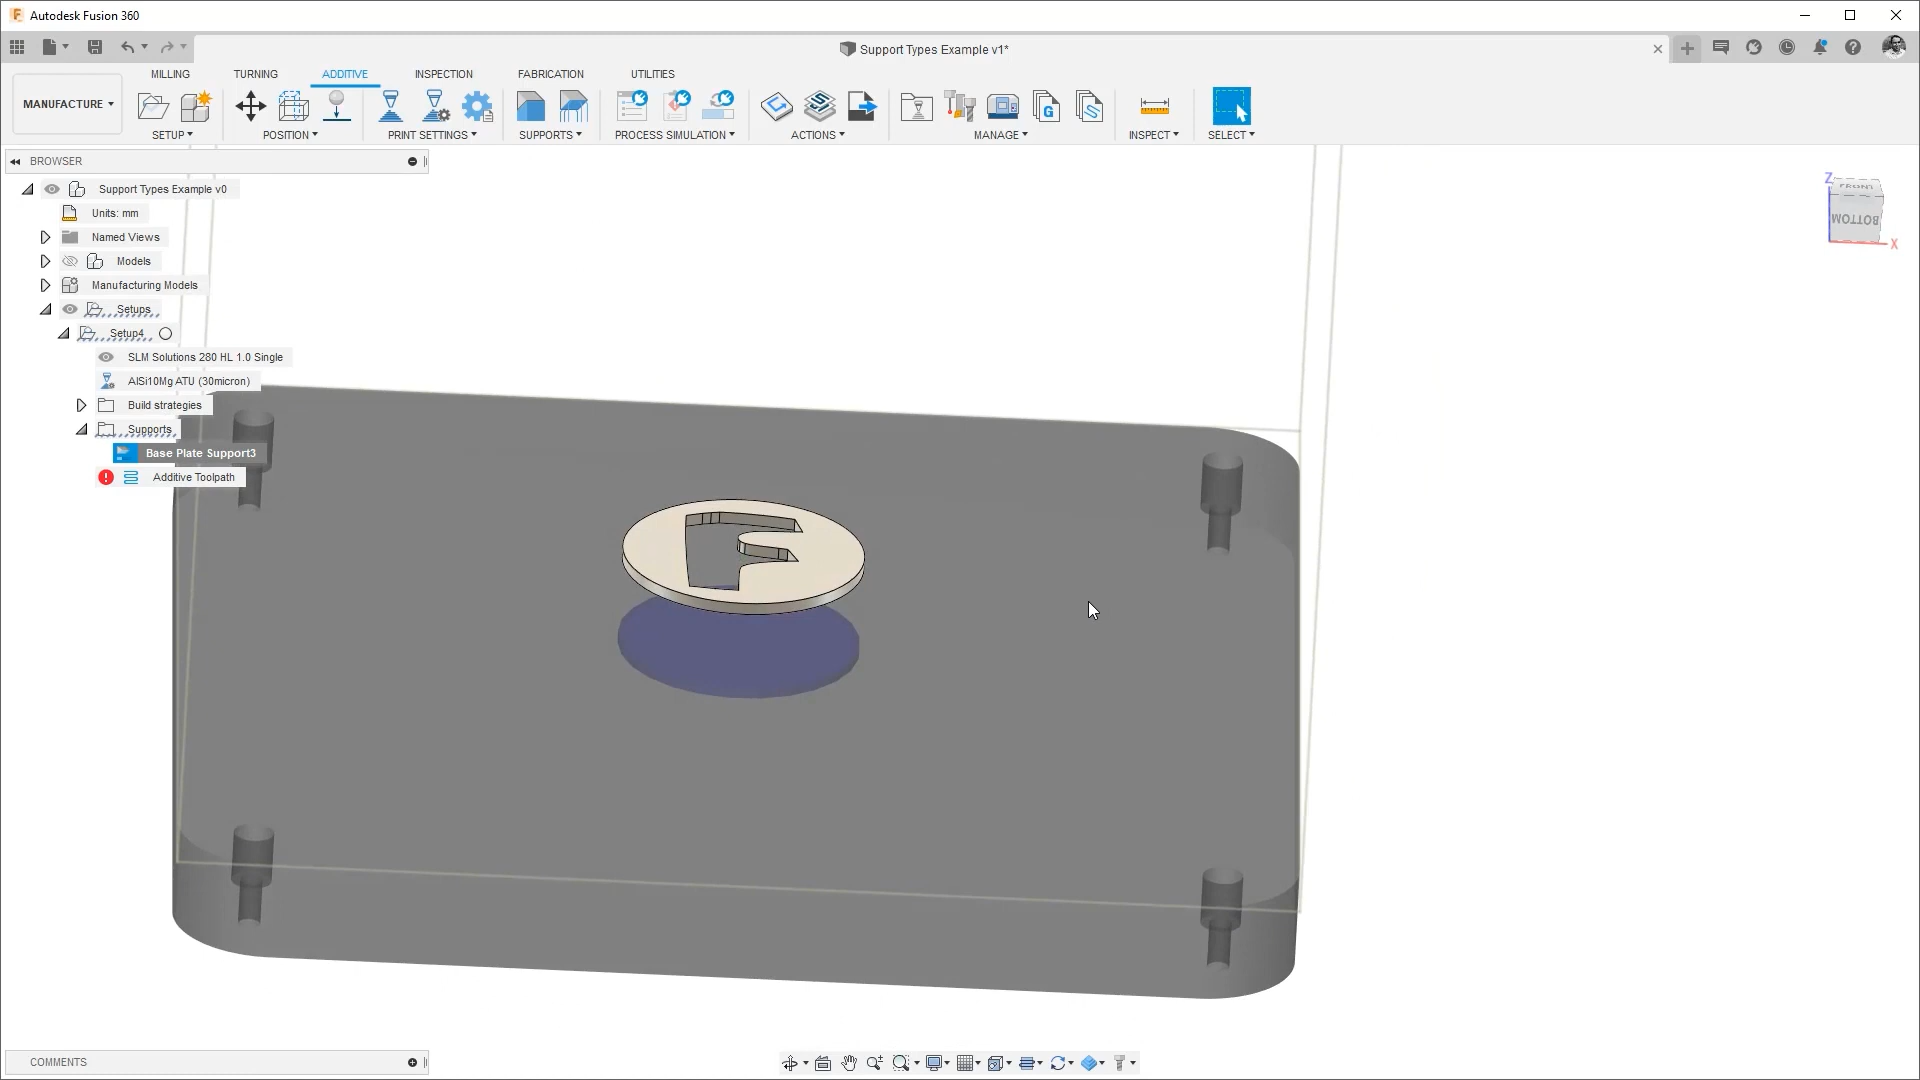 Autodesk Fusion 360
Support Types Example v1*
MILLING TURNING ADDITIVE INSPECTION FABRICATION UTILITIES
MANUFACTURE
SETUP POSITION PRINT SETTINGS SUPPORTS PROCESS SIMULATION ACTIONS MANAGE INSPECT SELECT
BROWSER
Support Types Example v0
Units: mm
Named Views
Models
Manufacturing Models
Setups
Setup4
SLM Solutions 280 HL 1.0 Single
AlSi10Mg ATU (30micron)
Build strategies
Supports
Base Plate Support3
Additive Toolpath
Z
FRONT
BOTTOM
X
F
COMMENTS